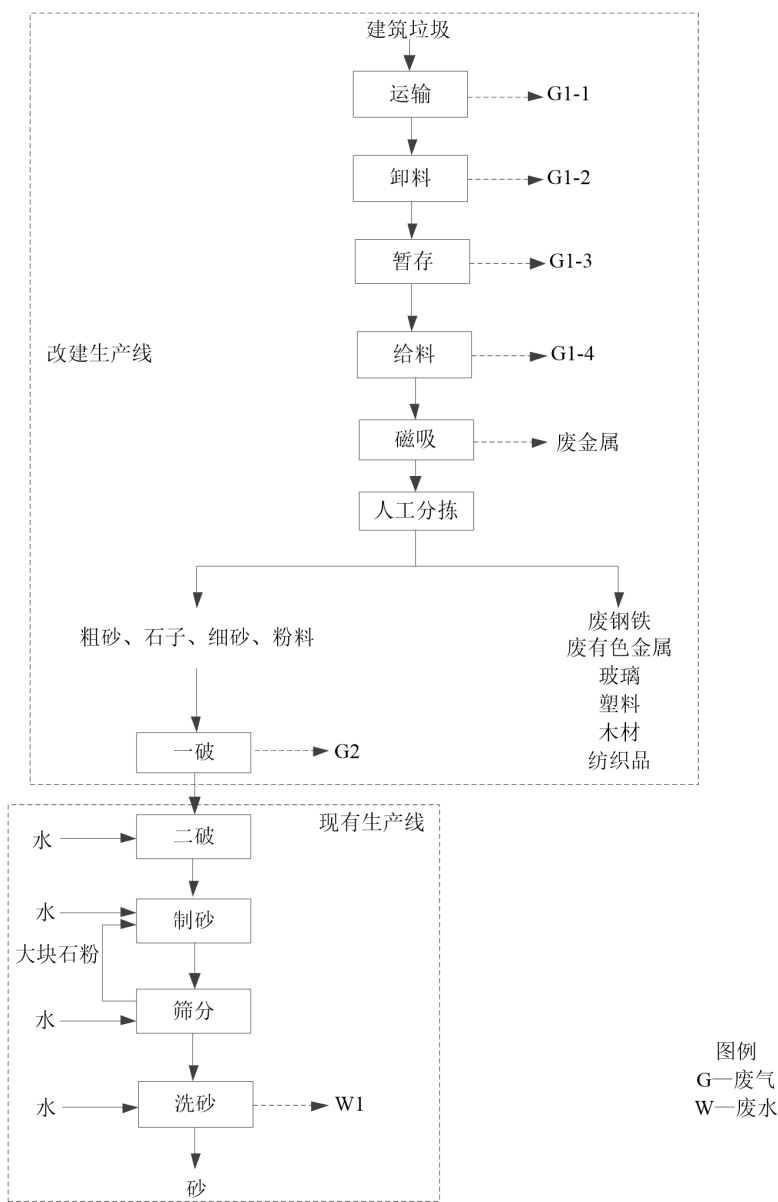 建筑垃圾
运输
G1-1
卸料
G1-2
暂存
G1-3
改建生产线
给料
G1-4
磁吸
废金属
人工分拣
粗砂、石子、细砂、粉料
废钢铁
废有色金属
玻璃
塑料
木材
纺织品
一破
G2
现有生产线
水
二破
水
制砂
大块石粉
筛分
水
水
洗砂
W1
砂
图例
G—废气
W—废水